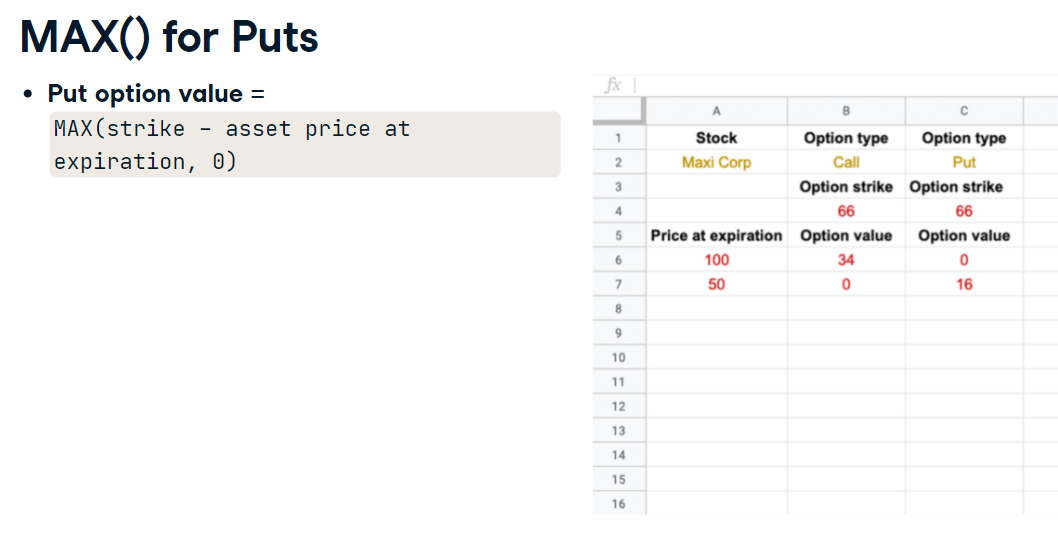 MAX() for Puts
• Put option value =
MAX(strike – asset price at
expiration, 0)
fx
A B C
1 Stock Option type Option type
2 Maxi Corp Call Put
3 Option strike Option strike
4 66 66
5 Price at expiration Option value Option value
6 100 34 0
7 50 0 16
8
9
10
11
12
13
14
15
16